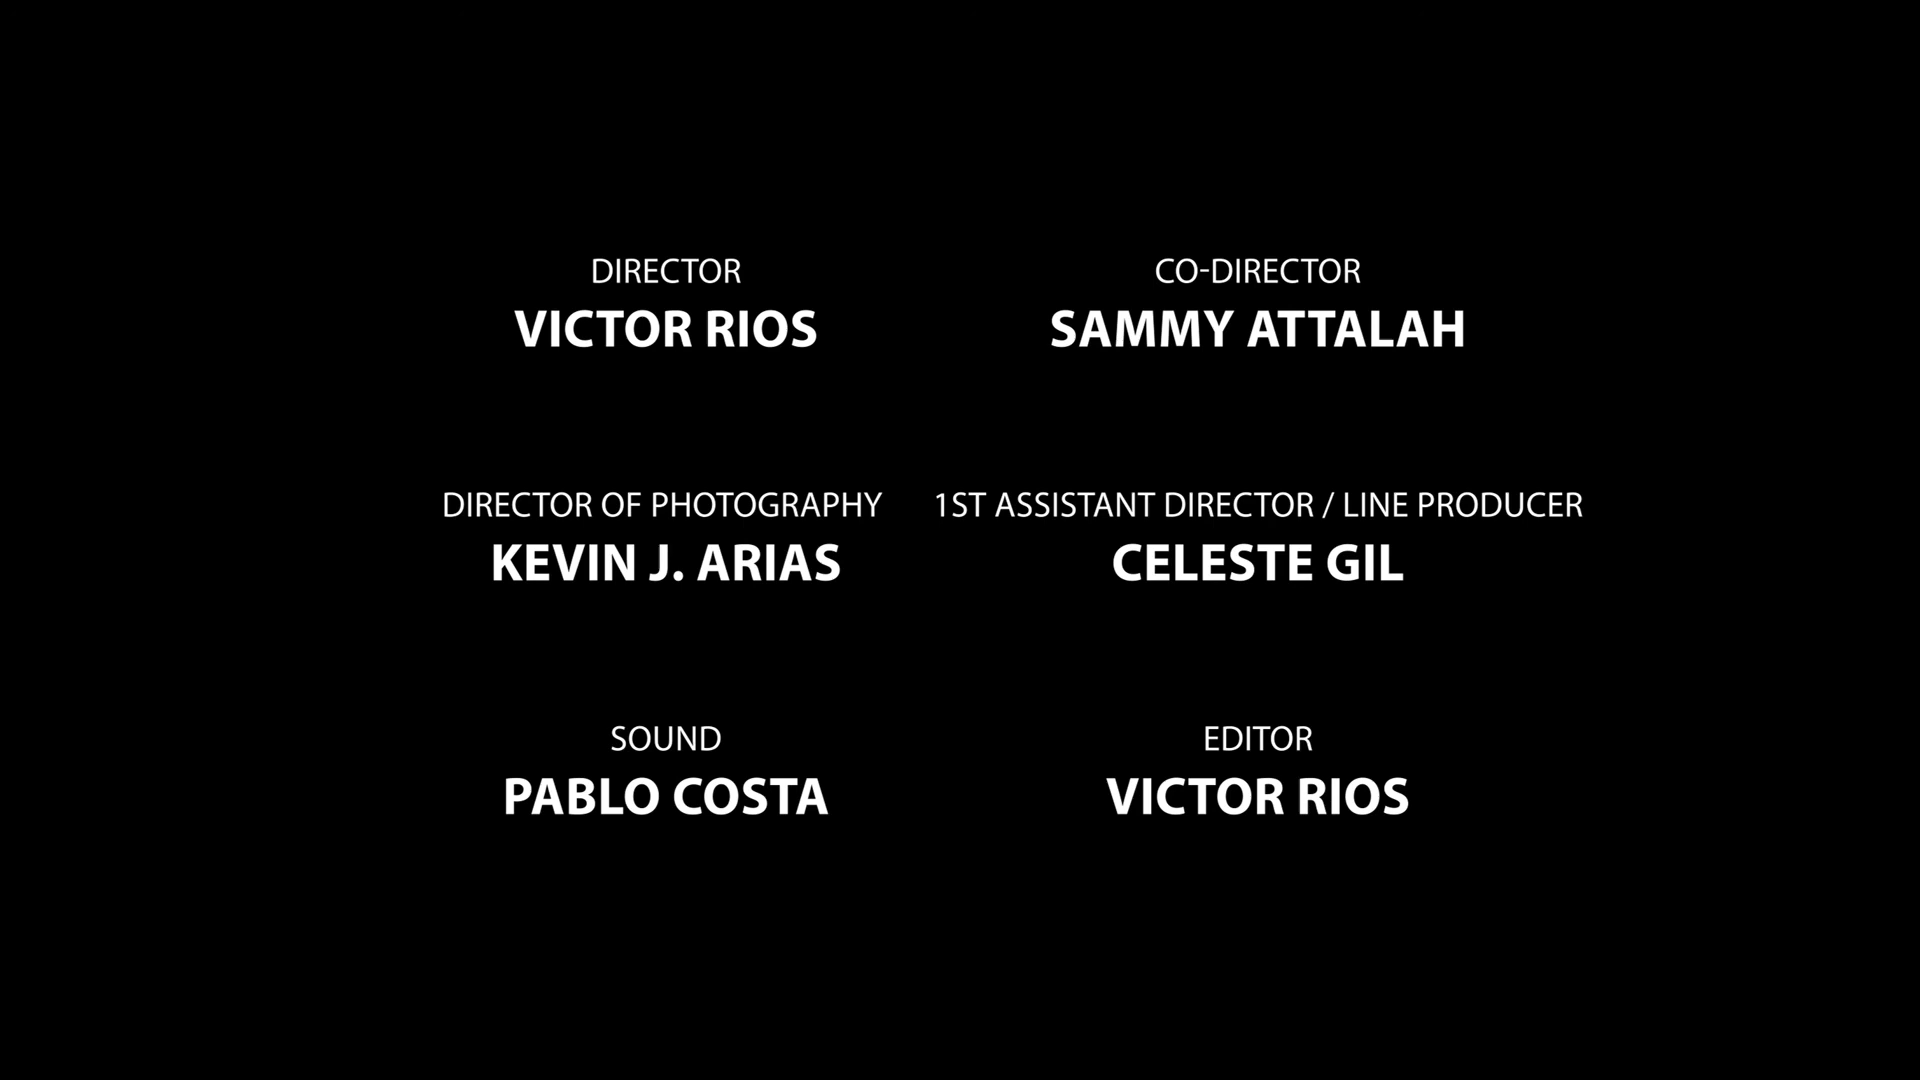 DIRECTOR
VICTOR RIOS
CO-DIRECTOR
SAMMY ATTALAH
DIRECTOR OF PHOTOGRAPHY
KEVIN J. ARIAS
1ST ASSISTANT DIRECTOR / LINE PRODUCER
CELESTE GIL
SOUND
PABLO COSTA
EDITOR
VICTOR RIOS